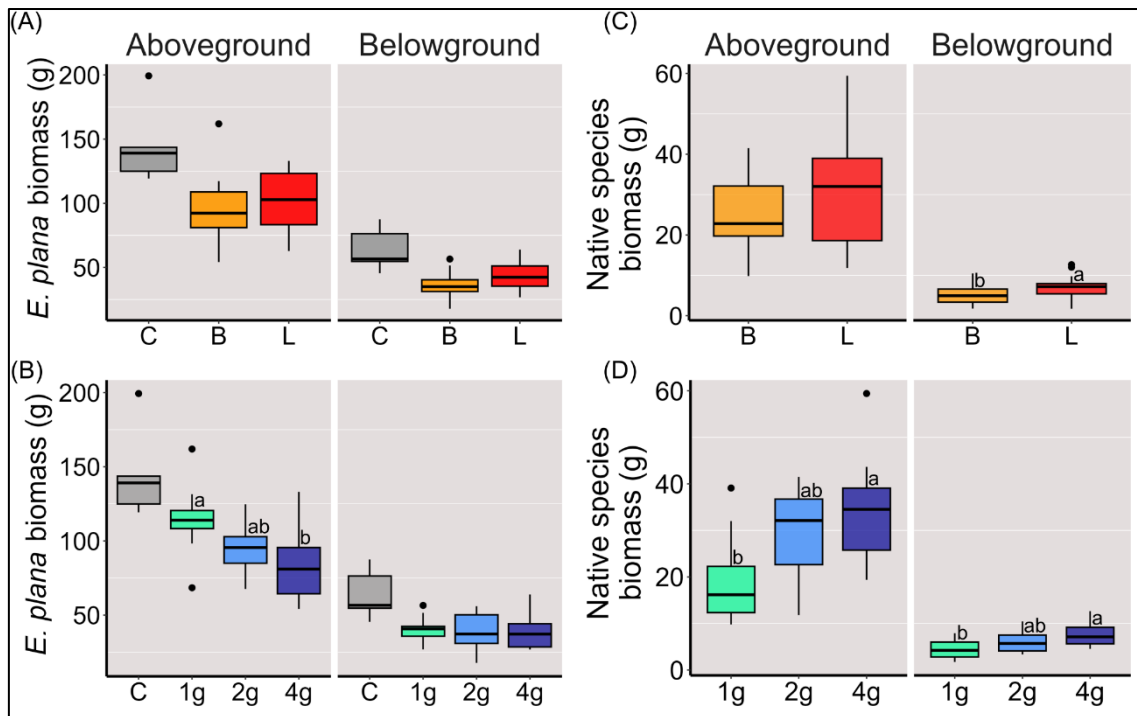 (A)
Aboveground
Belowground
E. plana biomass (g)
200
150
100
50
C
B
L
C
B
L
(C)
Aboveground
Belowground
Native species
biomass (g)
60
40
20
0
b
a
B
L
B
L
(B)
E. plana biomass (g)
200
150
100
50
a
ab
b
C
1g
2g
4g
C
1g
2g
4g
(D)
Native species
biomass (g)
60
40
20
0
b
ab
a
b
ab
a
1g
2g
4g
1g
2g
4g